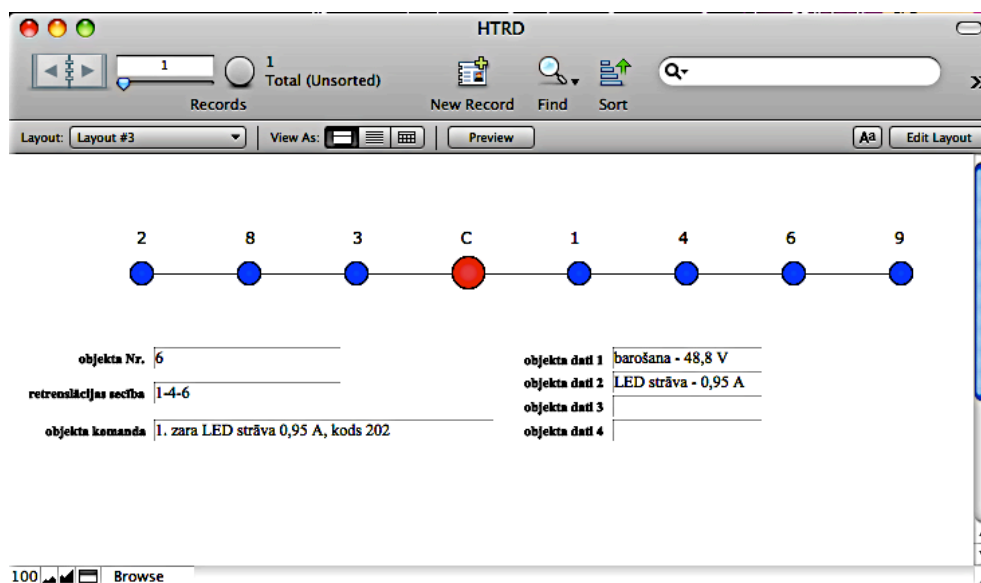 HTRD
1
1
Total (Unsorted)
Records
New Record
Find
Sort
Layout: Layout #3
View As:
Preview
Aa
Edit Layout
2 8 3 C 1 4 6 9
objekta Nr. 6
retrenslācijas secība 1-4-6
objekta komanda 1. zara LED strāva 0,95 A, kods 202
objekta dati 1 barošana - 48,8 V
objekta dati 2 LED strāva - 0,95 A
objekta dati 3
objekta dati 4
100
Browse